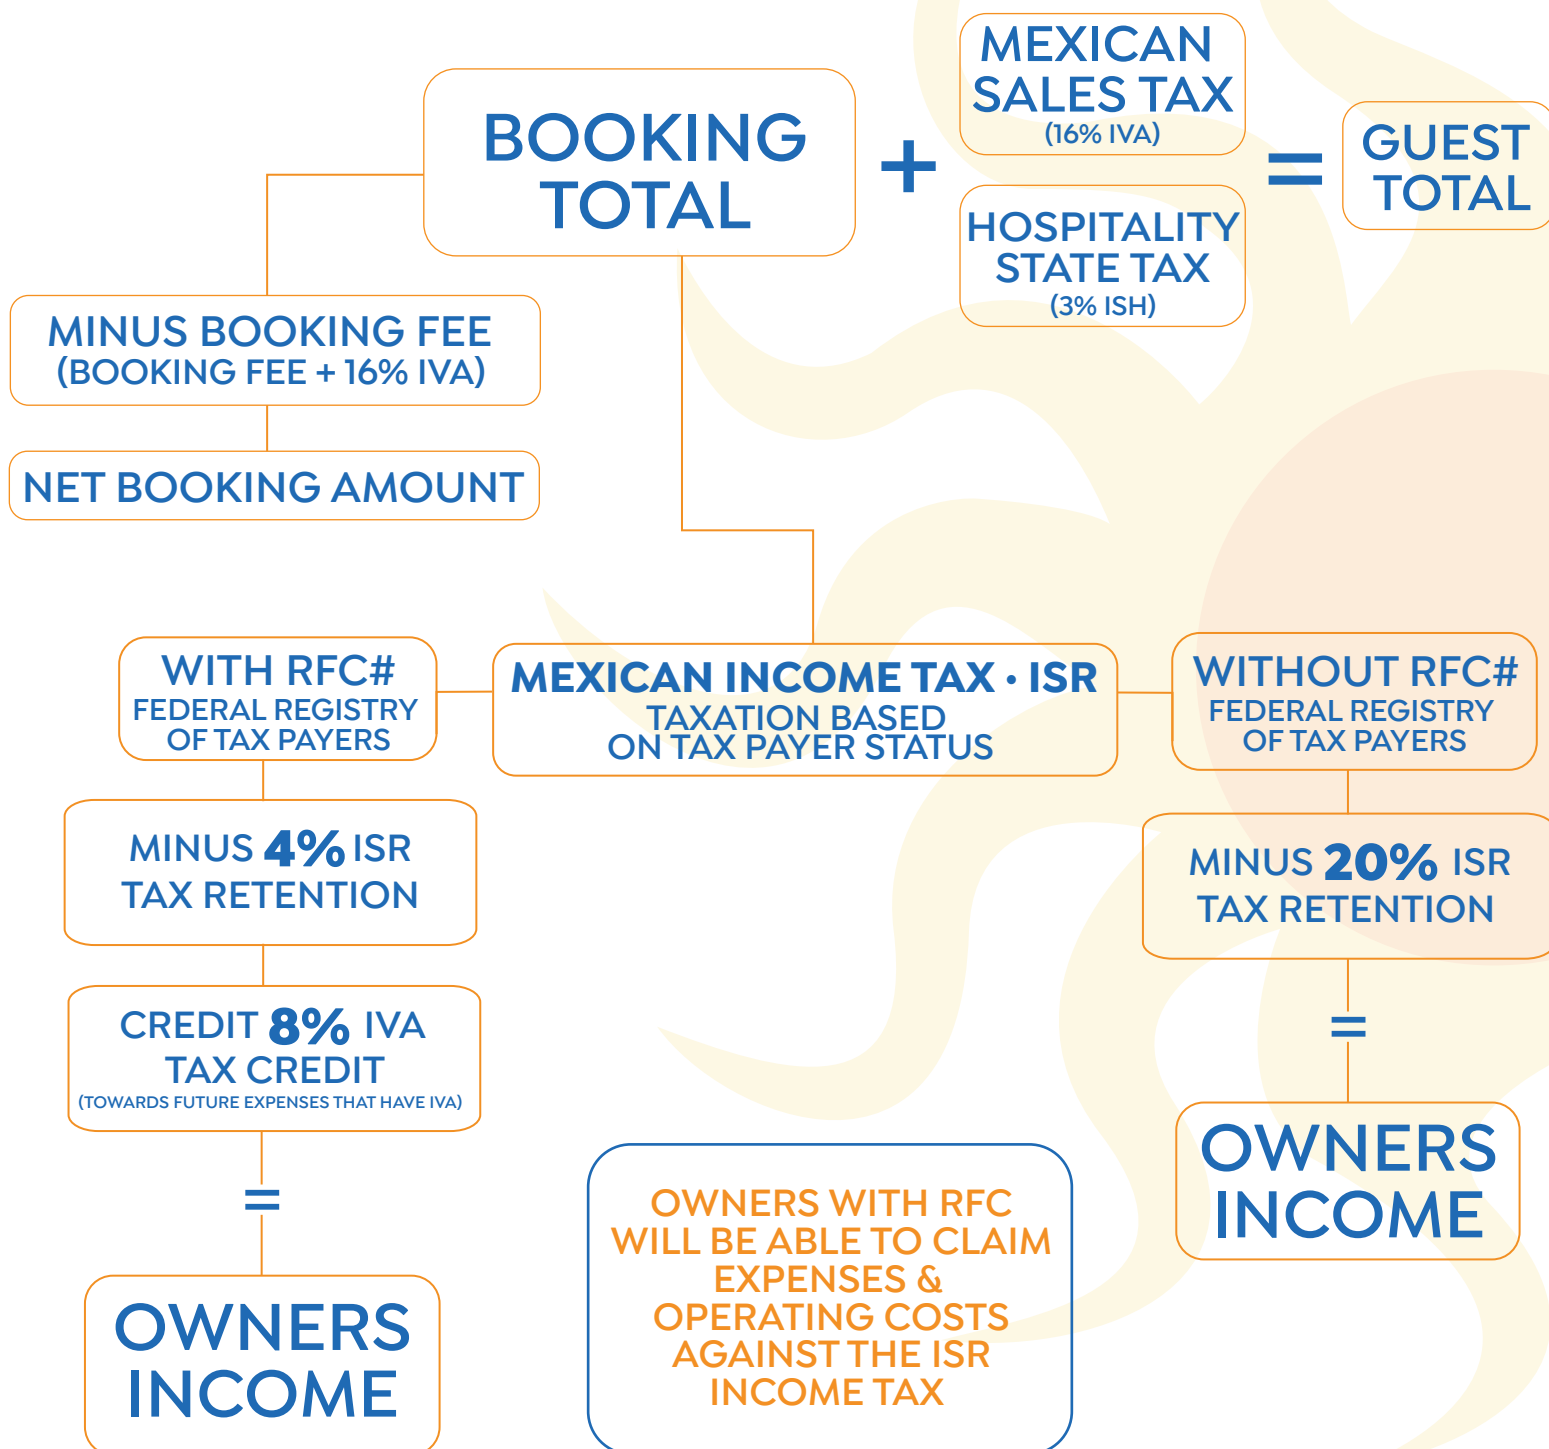 BOOKING
TOTAL
+
MEXICAN
SALES TAX
(16% IVA)
HOSPITALITY
STATE TAX
(3% ISH)
=
GUEST
TOTAL
MINUS BOOKING FEE
(BOOKING FEE + 16% IVA)
NET BOOKING AMOUNT
MEXICAN INCOME TAX • ISR
TAXATION BASED
ON TAX PAYER STATUS
WITH RFC#
FEDERAL REGISTRY
OF TAX PAYERS
MINUS 4% ISR
TAX RETENTION
CREDIT 8% IVA
TAX CREDIT
(TOWARDS FUTURE EXPENSES THAT HAVE IVA)
=
OWNERS
INCOME
WITHOUT RFC#
FEDERAL REGISTRY
OF TAX PAYERS
MINUS 20% ISR
TAX RETENTION
=
OWNERS
INCOME
OWNERS WITH RFC
WILL BE ABLE TO CLAIM
EXPENSES &
OPERATING COSTS
AGAINST THE ISR
INCOME TAX